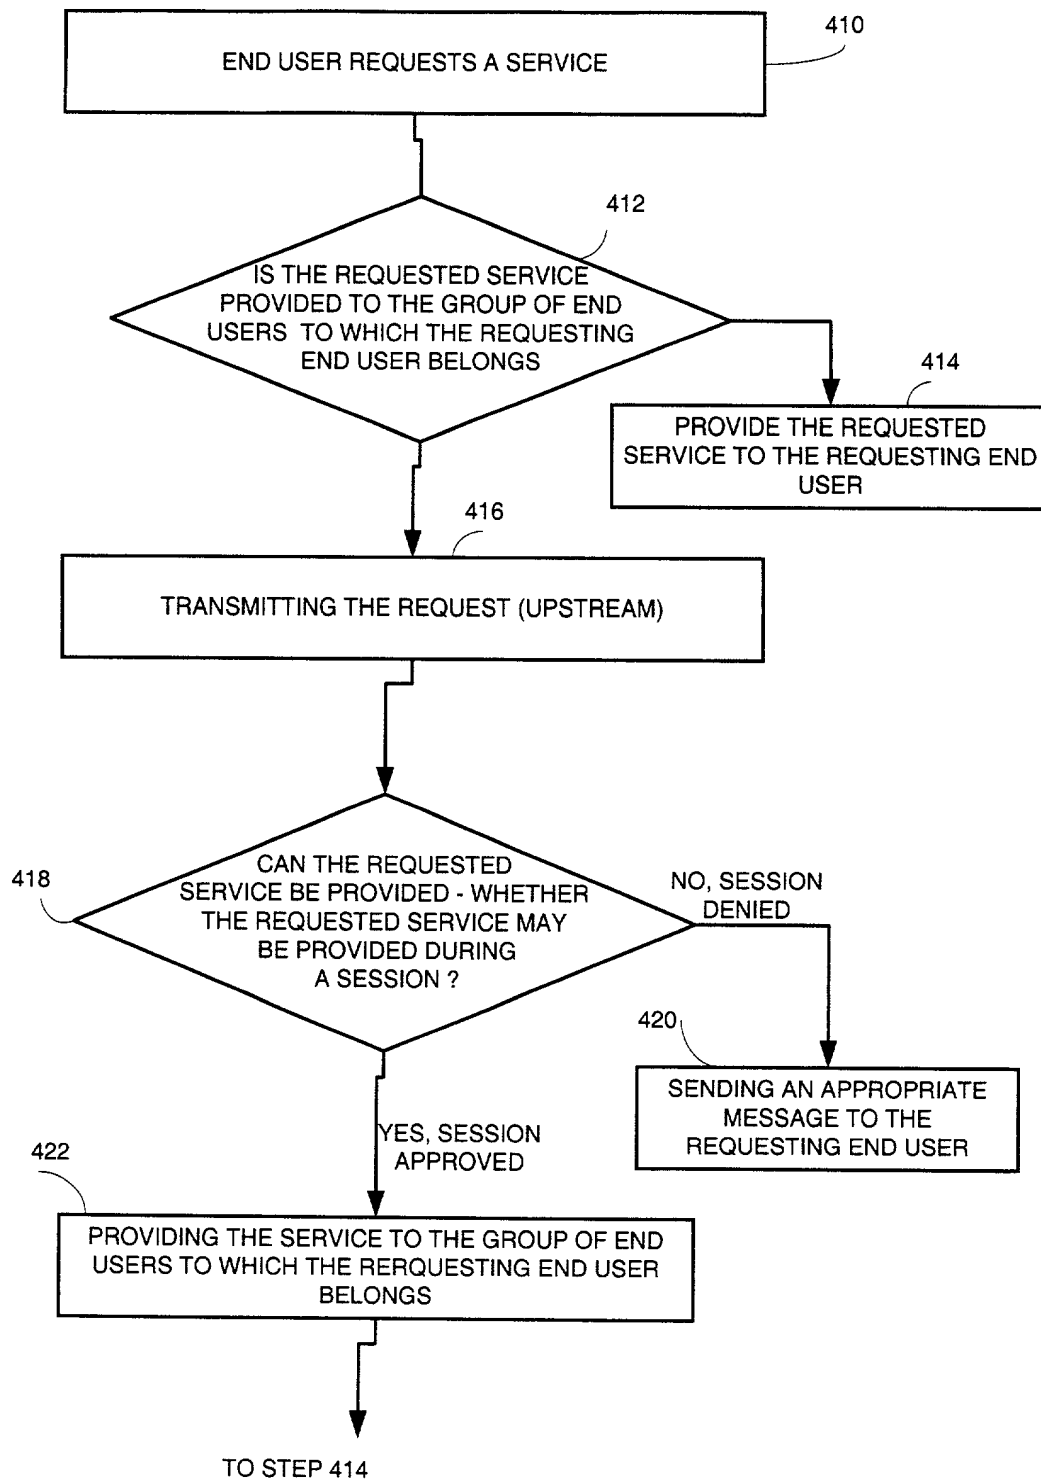 410
END USER REQUESTS A SERVICE
412
IS THE REQUESTED SERVICE
PROVIDED TO THE GROUP OF END
USERS TO WHICH THE REQUESTING
END USER BELONGS
414
PROVIDE THE REQUESTED
SERVICE TO THE REQUESTING END
USER
416
TRANSMITTING THE REQUEST (UPSTREAM)
418
CAN THE REQUESTED
SERVICE BE PROVIDED - WHETHER
THE REQUESTED SERVICE MAY
BE PROVIDED DURING
A SESSION ?
NO, SESSION
DENIED
420
SENDING AN APPROPRIATE
MESSAGE TO THE
REQUESTING END USER
YES, SESSION
APPROVED
422
PROVIDING THE SERVICE TO THE GROUP OF END
USERS TO WHICH THE RERQUESTING END USER
BELONGS
TO STEP 414